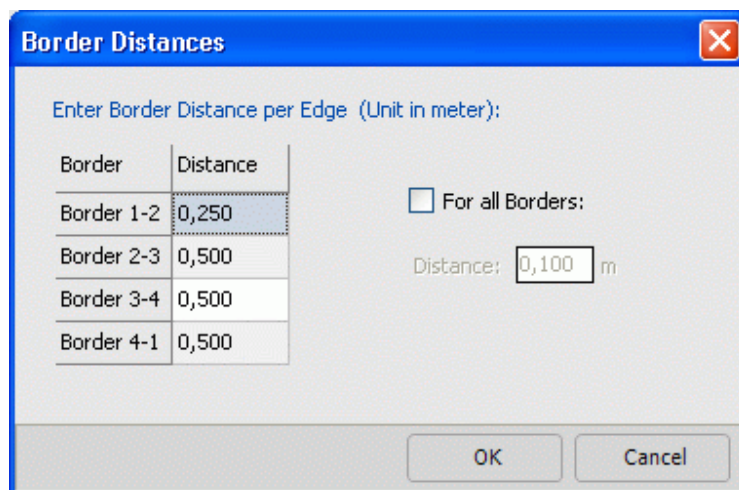 Border Distances
Enter Border Distance per Edge (Unit in meter):
Border Distance
Border 1-2 0,250
Border 2-3 0,500
Border 3-4 0,500
Border 4-1 0,500
For all Borders:
Distance: 0,100 m
OK Cancel